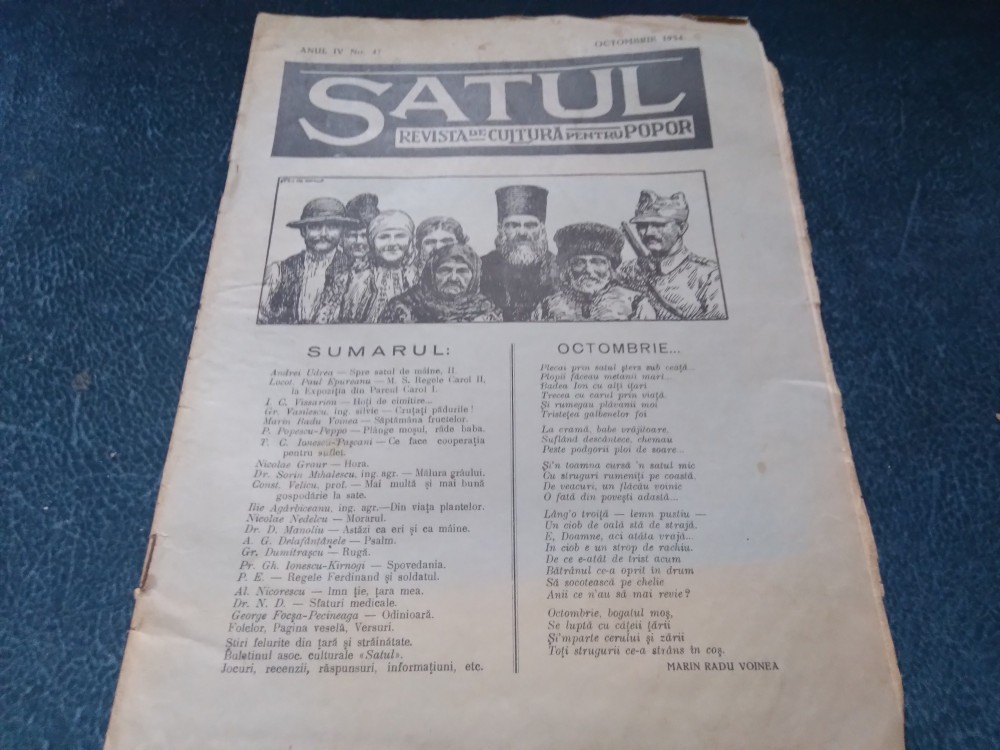 ANUL IV No. 47
OCTOMBRIE 1934
SATUL
REVISTA DE CULTURĂ PENTRU POPOR
SUMARUL:
Andrei Udrea — Spre satul de mâine, II
Locot. Paul Epureanu — M. S. Regele Carol II,
la Expoziția din Parcul Carol I.
I. C. Vissarion — Hoți de cimitire...
Gr. Vasilescu, ing. silvic — Cruțați pădurile!
Marin Radu Voinea — Săptămâna fructelor.
P. Popescu-Peppo — Plânge moșul, râde baba.
T. C. Ionescu-Pașcani — Ce face cooperația
pentru suflet.
Nicolae Graur — Hora.
Dr. Sorin Mihalescu, ing. agr. — Mălura grâului.
Const. Velicu, prof. — Mai multă și mai bună
gospodărie la sate.
Ilie Agârbiceanu, ing. agr.—Din viața plantelor.
Nicolae Nedelcu — Morarul.
Dr. D. Manoliu — Astăzi ca eri și ca mâine.
A. G. Delafântânele — Psalm.
Gr. Dumitrașcu — Rugă.
Pr. Gh. Ionescu-Kirnogi — Spovedania.
P. E. — Regele Ferdinand și soldatul.
Al. Nicorescu — Imn ție, țara mea.
Dr. N. D. — Sfaturi medicale.
George Focșa-Pecineaga — Odinioară.
Folclor, Pagina veselă, Versuri.
Știri felurite din țară și străinătate.
Buletinul asoc. culturale «Satul».
Jocuri, recenzii, răspunsuri, informațiuni, etc.
OCTOMBRIE...
Plecai prin satul șters sub ceață...
Plopii făceau metanii mari...
Badea Ion cu alți ițari
Trecea cu carul prin viață
Și rumegau plăvanii moi
Tristețea galbenelor foi
La cramă, babe vrăjitoare,
Suflând descântece, chemau
Peste podgorii ploi de soare...
Și'n toamna cursă 'n satul mic
Cu struguri rumeniți pe coastă,
De veacuri, un flăcău voinic
O fată din povești adastă...
Lâng'o troiță — lemn pustiu —
Un ciob de oală stă de strajă,
E, Doamne, aci atâta vrajă...
In ciob e un strop de rachiu.
De ce e-atât de trist acum
Bătrânul ce-a oprit în drum
Să socotească pe chelie
Anii ce n'au să mai revie?
Octombrie, bogatul moș,
Se luptă cu cățeii țării
Și'mparte cerului și zării
Toți strugurii ce-a strâns în coș.
MARIN RADU VOINEA